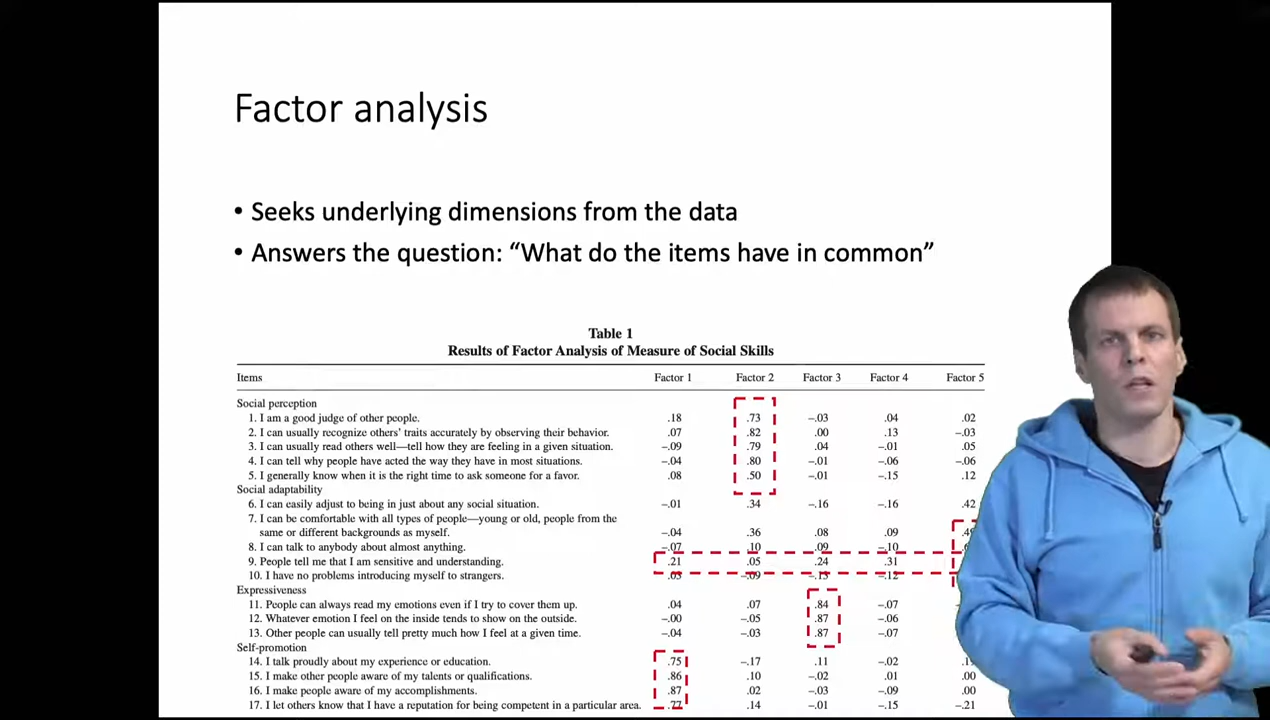 Factor analysis
• Seeks underlying dimensions from the data
• Answers the question: “What do the items have in common”
Table 1
Results of Factor Analysis of Measure of Social Skills
Items Factor 1 Factor 2 Factor 3 Factor 4 Factor 5
Social perception
1. I am a good judge of other people. .18 .73 –.03 .04 .02
2. I can usually recognize others’ traits accurately by observing their behavior. .07 .82 .00 .13 –.03
3. I can usually read others well—tell how they are feeling in a given situation. –.09 .79 .04 –.01 .05
4. I can tell why people have acted the way they have in most situations. –.04 .80 –.01 –.06 –.06
5. I generally know when it is the right time to ask someone for a favor. .08 .50 –.01 –.15 .12
Social adaptability
6. I can easily adjust to being in just about any social situation. –.01 .34 –.16 –.16 .42
7. I can be comfortable with all types of people—young or old, people from the
same or different backgrounds as myself. –.04 .36 .08 .09
8. I can talk to anybody about almost anything. –.07 .10 .09 –.10
9. People tell me that I am sensitive and understanding. .21 .05 .24 .31
10. I have no problems introducing myself to strangers. .03 –.09 –.13 –.12
Expressiveness
11. People can always read my emotions even if I try to cover them up. .04 .07 .84 –.07
12. Whatever emotion I feel on the inside tends to show on the outside. –.00 –.05 .87 –.06
13. Other people can usually tell pretty much how I feel at a given time. –.04 –.03 .87 –.07
Self-promotion
14. I talk proudly about my experience or education. .75 –.17 .11 –.02
15. I make other people aware of my talents or qualifications. .86 .10 –.02 .01 .00
16. I make people aware of my accomplishments. .87 .02 –.03 –.09 .00
17. I let others know that I have a reputation for being competent in a particular area. .77 .14 –.01 –.15 –.21